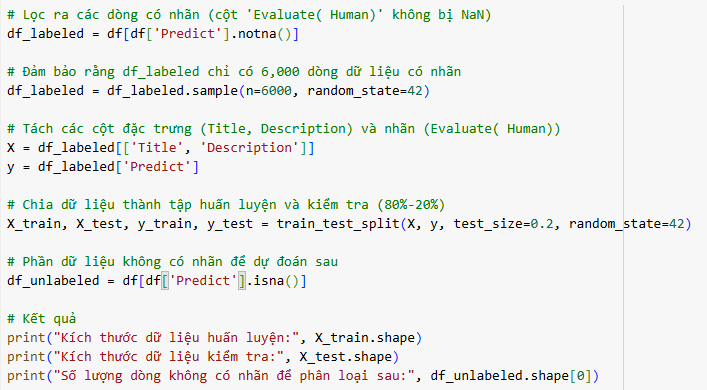 # Lọc ra các dòng có nhãn (cột 'Evaluate( Human)' không bị NaN)
df_labeled = df[df['Predict'].notna()]
# Đảm bảo rằng df_labeled chỉ có 6,000 dòng dữ liệu có nhãn
df_labeled = df_labeled.sample(n=6000, random_state=42)
# Tách các cột đặc trưng (Title, Description) và nhãn (Evaluate( Human))
X = df_labeled[['Title', 'Description']]
y = df_labeled['Predict']
# Chia dữ liệu thành tập huấn luyện và kiểm tra (80%-20%)
X_train, X_test, y_train, y_test = train_test_split(X, y, test_size=0.2, random_state=42)
# Phần dữ liệu không có nhãn để dự đoán sau
df_unlabeled = df[df['Predict'].isna()]
# Kết quả
print("Kích thước dữ liệu huấn luyện:", X_train.shape)
print("Kích thước dữ liệu kiểm tra:", X_test.shape)
print("Số lượng dòng không có nhãn để phân loại sau:", df_unlabeled.shape[0])